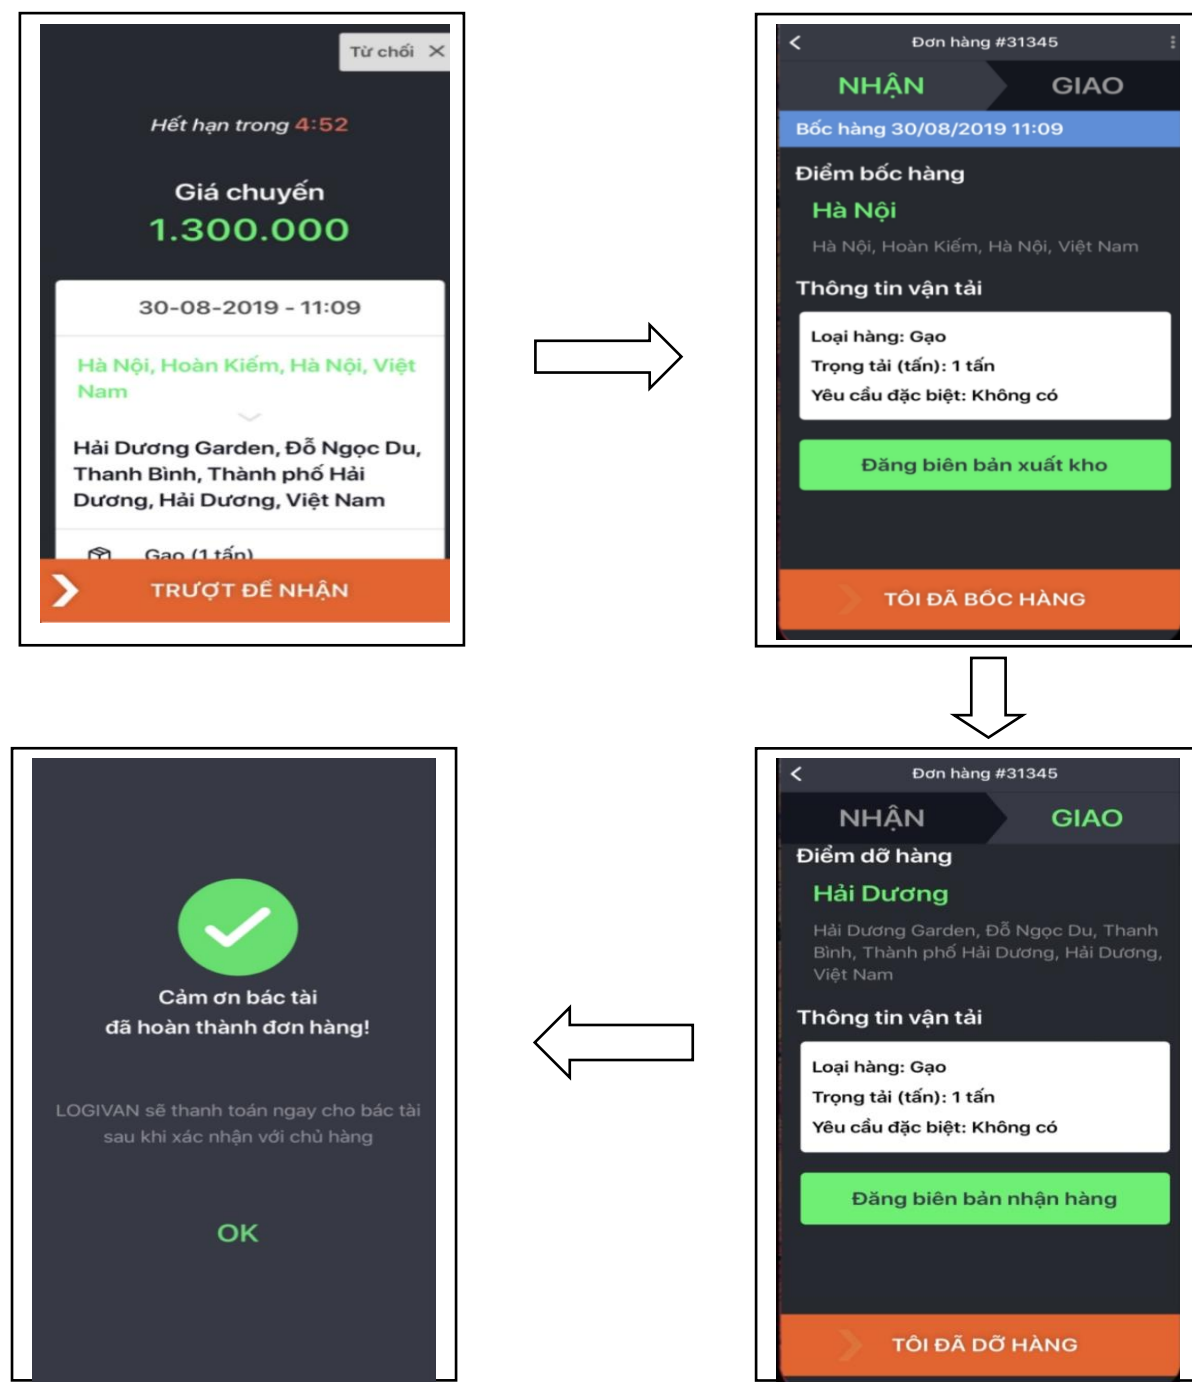 Từ chối ×
Hết hạn trong 4:52
Giá chuyến
1.300.000
30-08-2019 - 11:09
Hà Nội, Hoàn Kiếm, Hà Nội, Việt
Nam
Hải Dương Garden, Đỗ Ngọc Du,
Thanh Bình, Thành phố Hải
Dương, Hải Dương, Việt Nam
Gạo (1 tấn)
TRƯỢT ĐỂ NHẬN
Đơn hàng #31345
NHẬN GIAO
Bốc hàng 30/08/2019 11:09
Điểm bốc hàng
Hà Nội
Hà Nội, Hoàn Kiếm, Hà Nội, Việt Nam
Thông tin vận tải
Loại hàng: Gạo
Trọng tải (tấn): 1 tấn
Yêu cầu đặc biệt: Không có
Đăng biên bản xuất kho
TÔI ĐÃ BỐC HÀNG
Đơn hàng #31345
NHẬN GIAO
Điểm dỡ hàng
Hải Dương
Hải Dương Garden, Đỗ Ngọc Du, Thanh
Bình, Thành phố Hải Dương, Hải Dương,
Việt Nam
Thông tin vận tải
Loại hàng: Gạo
Trọng tải (tấn): 1 tấn
Yêu cầu đặc biệt: Không có
Đăng biên bản nhận hàng
TÔI ĐÃ DỠ HÀNG
Cảm ơn bác tài
đã hoàn thành đơn hàng!
LOGIVAN sẽ thanh toán ngay cho bác tài
sau khi xác nhận với chủ hàng
OK